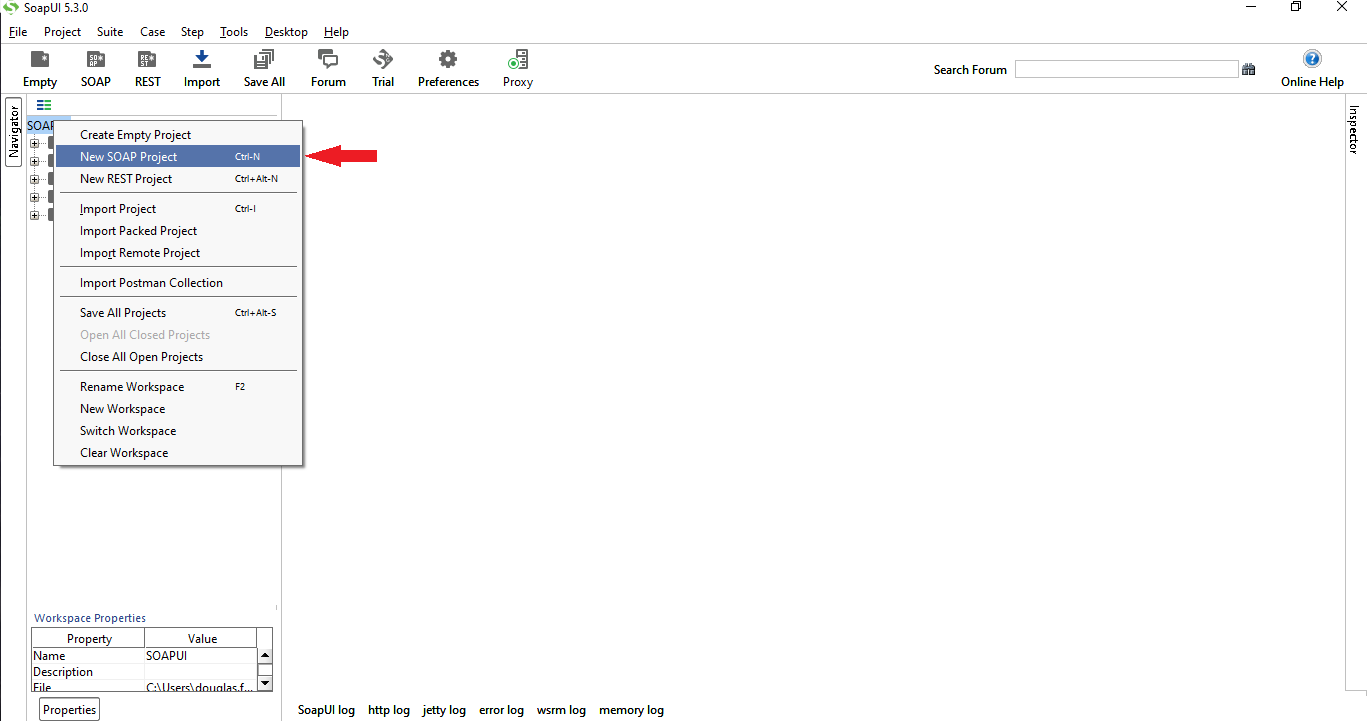 SoapUI 5.3.0
File Project Suite Case Step Tools Desktop Help
Empty SOAP REST Import Save All Forum Trial Preferences Proxy Search Forum Online Help
Navigator
Inspector
SOAP
Create Empty Project
New SOAP Project Ctrl-N
New REST Project Ctrl+Alt-N
Import Project Ctrl-I
Import Packed Project
Import Remote Project
Import Postman Collection
Save All Projects Ctrl+Alt-S
Open All Closed Projects
Close All Open Projects
Rename Workspace F2
New Workspace
Switch Workspace
Clear Workspace
Workspace Properties
Property Value
Name SOAPUI
Description
File C:\Users\douglas.f...
Properties
SoapUI log http log jetty log error log wsrm log memory log